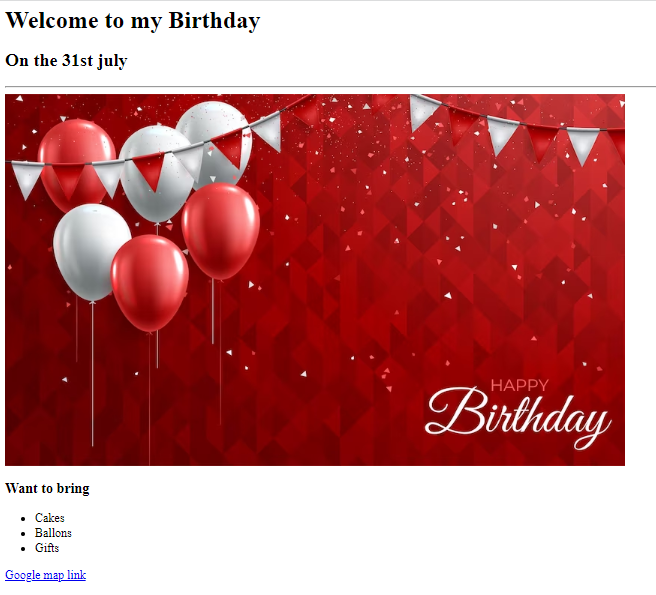 Welcome to my Birthday
On the 31st july
HAPPY
Birthday
Want to bring
Cakes
Ballons
Gifts
Google map link